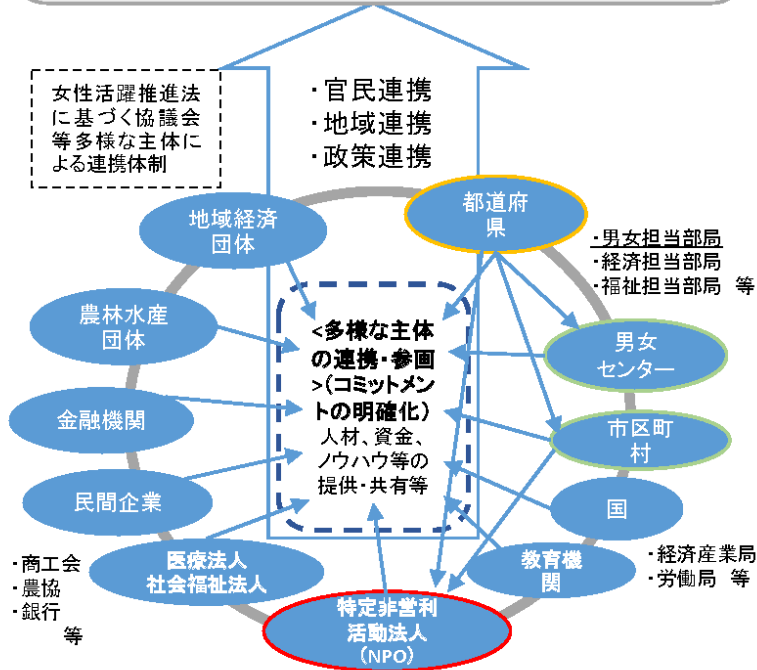 女性活躍推進法
に基づく協議会
等多様な主体に
よる連携体制
・官民連携
・地域連携
・政策連携
地域経済
団体
都道府
県
・男女担当部局
・経済担当部局
・福祉担当部局 等
農林水産
団体
<多様な主体
の連携・参画
>(コミットメン
トの明確化)
人材、資金、
ノウハウ等の
提供・共有等
男女
センター
金融機関
市区町
村
民間企業
国
・商工会
・農協
・銀行
等
医療法人
社会福祉法人
教育機
関
・経済産業局
・労働局 等
特定非営利
活動法人
(NPO)